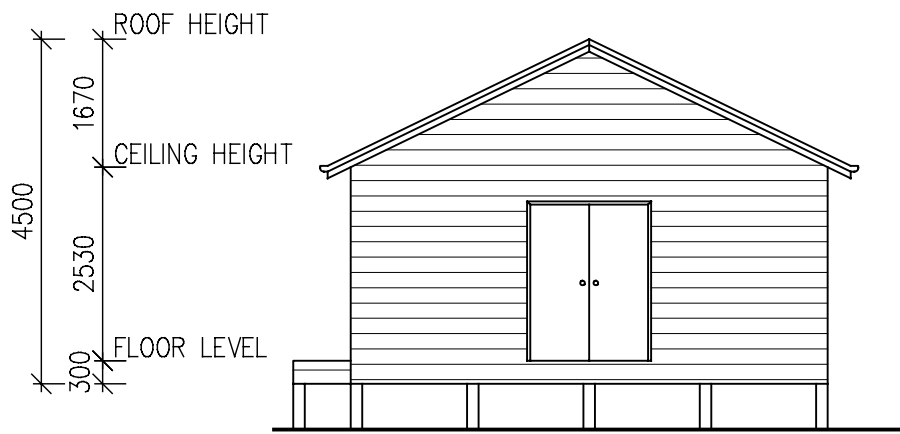 ROOF HEIGHT
1670
CEILING HEIGHT
4500
2530
FLOOR LEVEL
300